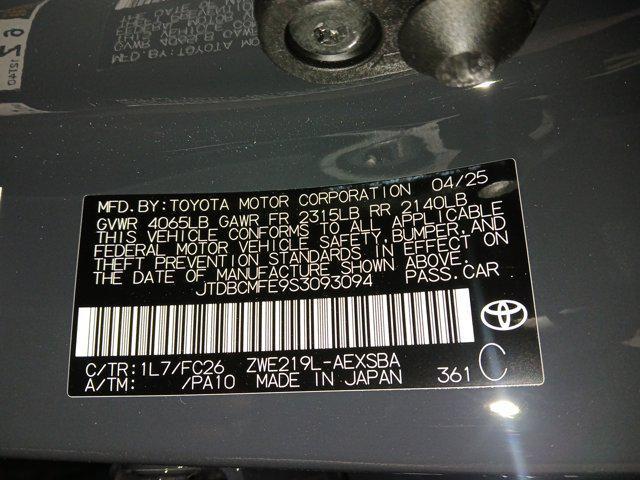 MFD.BY:TOYOTA MOTOR CORPORATION 04/25
GVWR 4065LB GAWR FR 2315LB RR 2140LB
THIS VEHICLE CONFORMS TO ALL APPLICABLE
FEDERAL MOTOR VEHICLE SAFETY,BUMPER,AND
THEFT PREVENTION STANDARDS IN EFFECT ON
THE DATE OF MANUFACTURE SHOWN ABOVE.
JTDBCMFE9S3093094 PASS.CAR
C/TR:1L7/FC26 ZWE219L-AEXSBA
A/TM: /PA10 MADE IN JAPAN 361 C